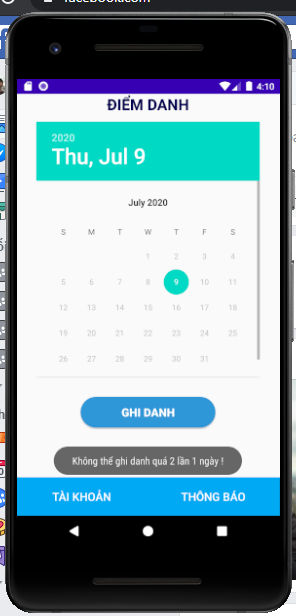 facebook.com
4:10
ĐIỂM DANH
2020
Thu, Jul 9
July 2020
S M T W T F S
1 2 3 4
5 6 7 8 9 10 11
12 13 14 15 16 17 18
19 20 21 22 23 24 25
26 27 28 29 30 31
GHI DANH
Không thể ghi danh quá 2 lần 1 ngày !
TÀI KHOẢN THÔNG BÁO